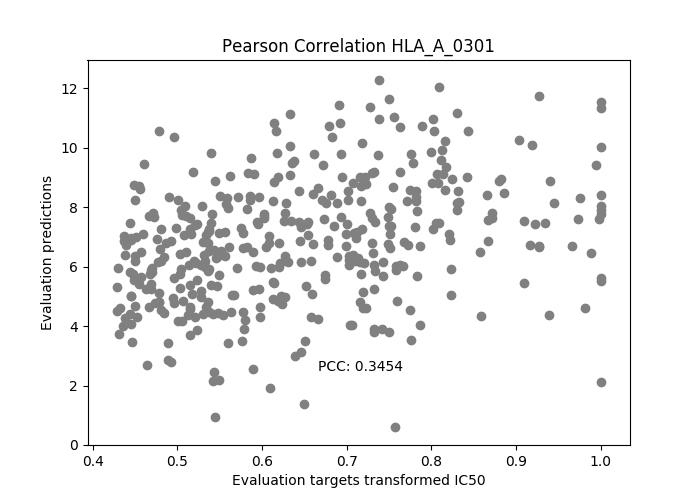 Pearson Correlation HLA_A_0301
Evaluation predictions
12
10
8
6
4
2
0
PCC: 0.3454
0.4 0.5 0.6 0.7 0.8 0.9 1.0
Evaluation targets transformed IC50